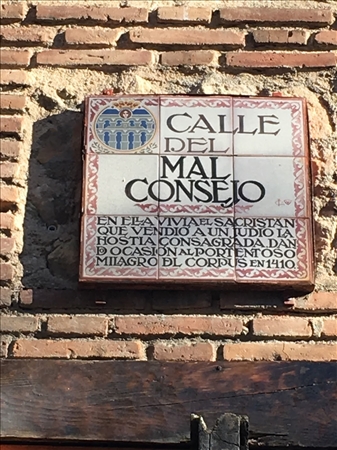 CALLE
DEL
MAL
CONSEJO
EN ELLA VIVIA EL SACRISTAN
QUE VENDIO A UN JUDIO LA
HOSTIA CONSAGRADA DAN
DO OCASION AL PORTENTOSO
MILAGRO DL CORPUS EN 1410